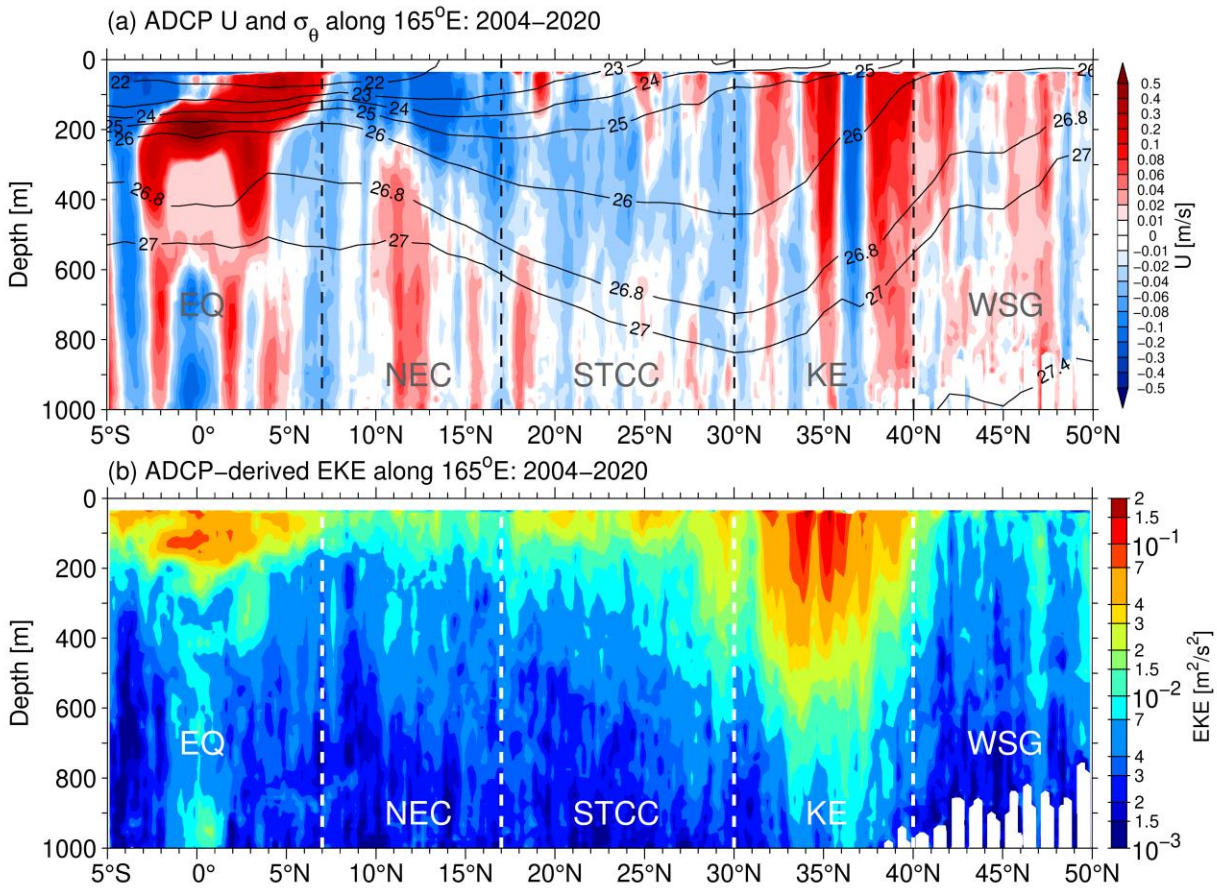 (a) ADCP U and σθ along 165°E: 2004−2020
0
200
400
600
800
1000
Depth [m]
22
24
25
26
26.8
27
22
23
24
25
26
26.8
27
23
24
25
26
26.8
27
25
26
26.8
27
26
26.8
27
27.4
EQ
NEC
STCC
KE
WSG
5°S
0°
5°N
10°N
15°N
20°N
25°N
30°N
35°N
40°N
45°N
50°N
0.5
0.4
0.3
0.2
0.1
0.08
0.06
0.04
0.02
0.01
0
−0.01
−0.02
−0.04
−0.06
−0.08
−0.1
−0.2
−0.3
−0.4
−0.5
U [m/s]
(b) ADCP−derived EKE along 165°E: 2004−2020
0
200
400
600
800
1000
Depth [m]
EQ
NEC
STCC
KE
WSG
5°S
0°
5°N
10°N
15°N
20°N
25°N
30°N
35°N
40°N
45°N
50°N
2
1.5
10⁻¹
7
4
3
2
1.5
10⁻²
7
4
3
2
1.5
10⁻³
EKE [m²/s²]